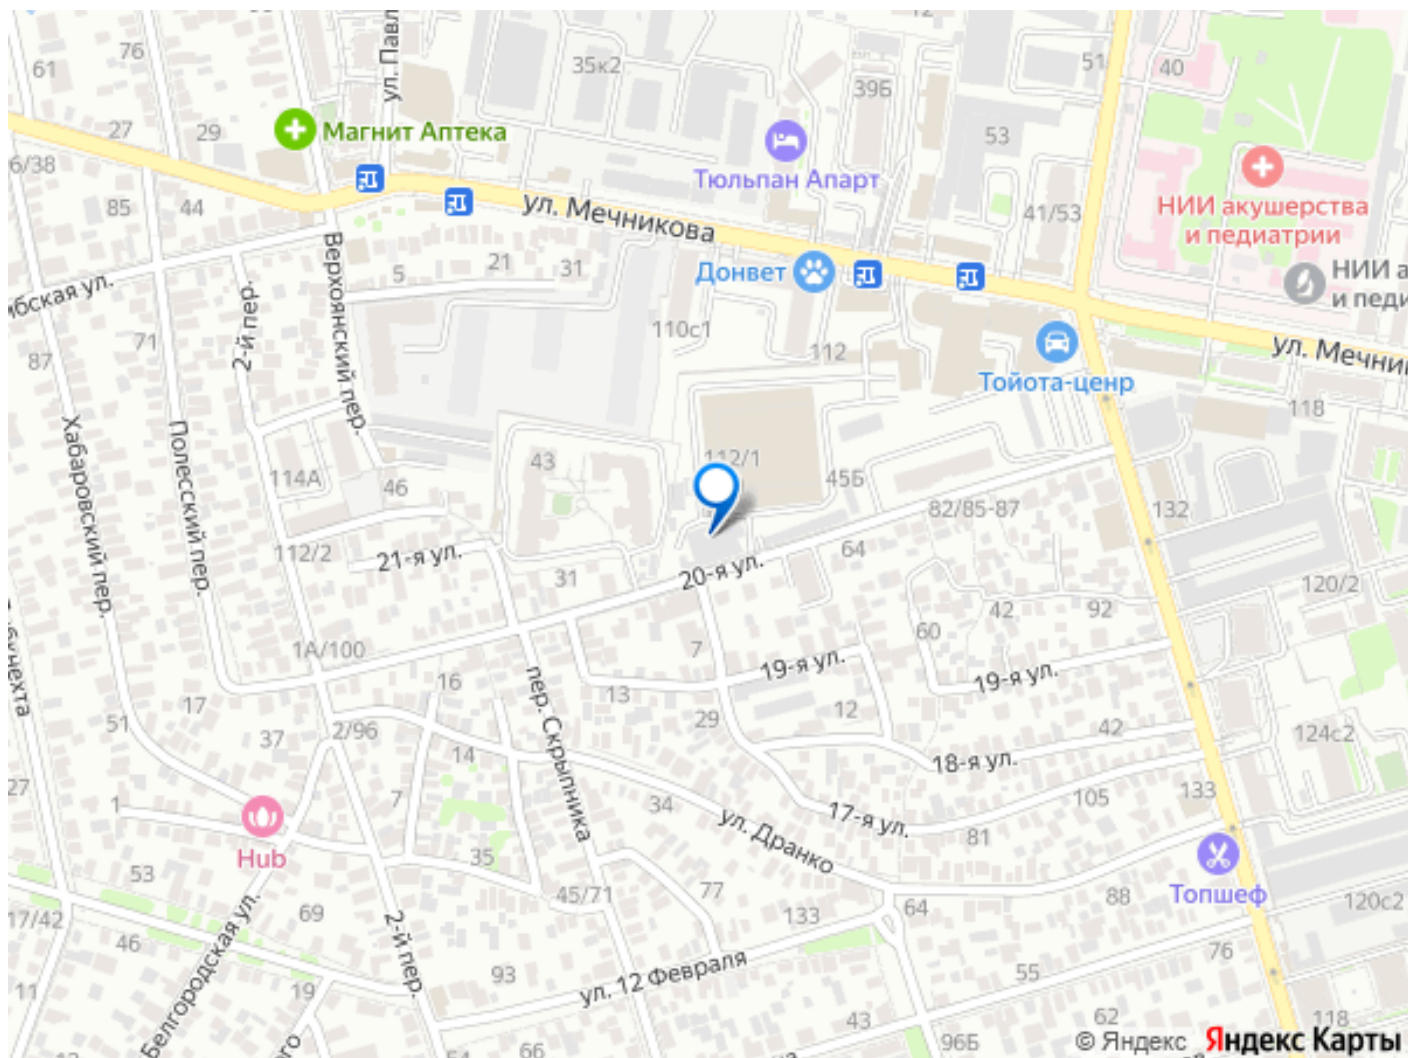 12
76
61
ул. Павл
35к2
39Б
51
40
27
29
Магнит Аптека
53
6/38
Тюльпан Апарт
НИИ акушерства
и педиатрии
85
44
ул. Мечникова
41/53
Верхоянский пер.
5
21
31
Донвет
НИИ а
и педи
2-й пер.
71
87
110с1
112
Тойота-ценр
ул. Мечни
118
Хабаровский пер.
Полесский пер.
43
112/1
45Б
114А
46
82/85-87
132
112/2
21-я ул.
31
20-я ул.
64
120/2
42
92
60
1А/100
7
19-я ул.
19-я ул.
16
13
пер. Скрыпника
17
51
29
12
2/96
37
14
42
124с2
18-я ул.
27
1
7
34
105
133
17-я ул.
ул. Дранко
81
Hub
35
53
77
Топшеф
45/71
88
120с2
17/42
69
133
64
46
2-й пер.
76
Белгородская ул.
93
ул. 12 Февраля
55
11
19
43
62
118
96Б
66
© Яндекс Яндекс Карты